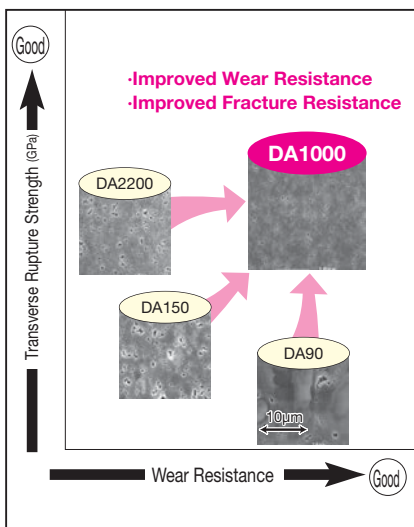 Good
·Improved Wear Resistance
·Improved Fracture Resistance
DA1000
DA2200
DA150
DA90
10μm
Transverse Rupture Strength (GPa)
Wear Resistance
Good